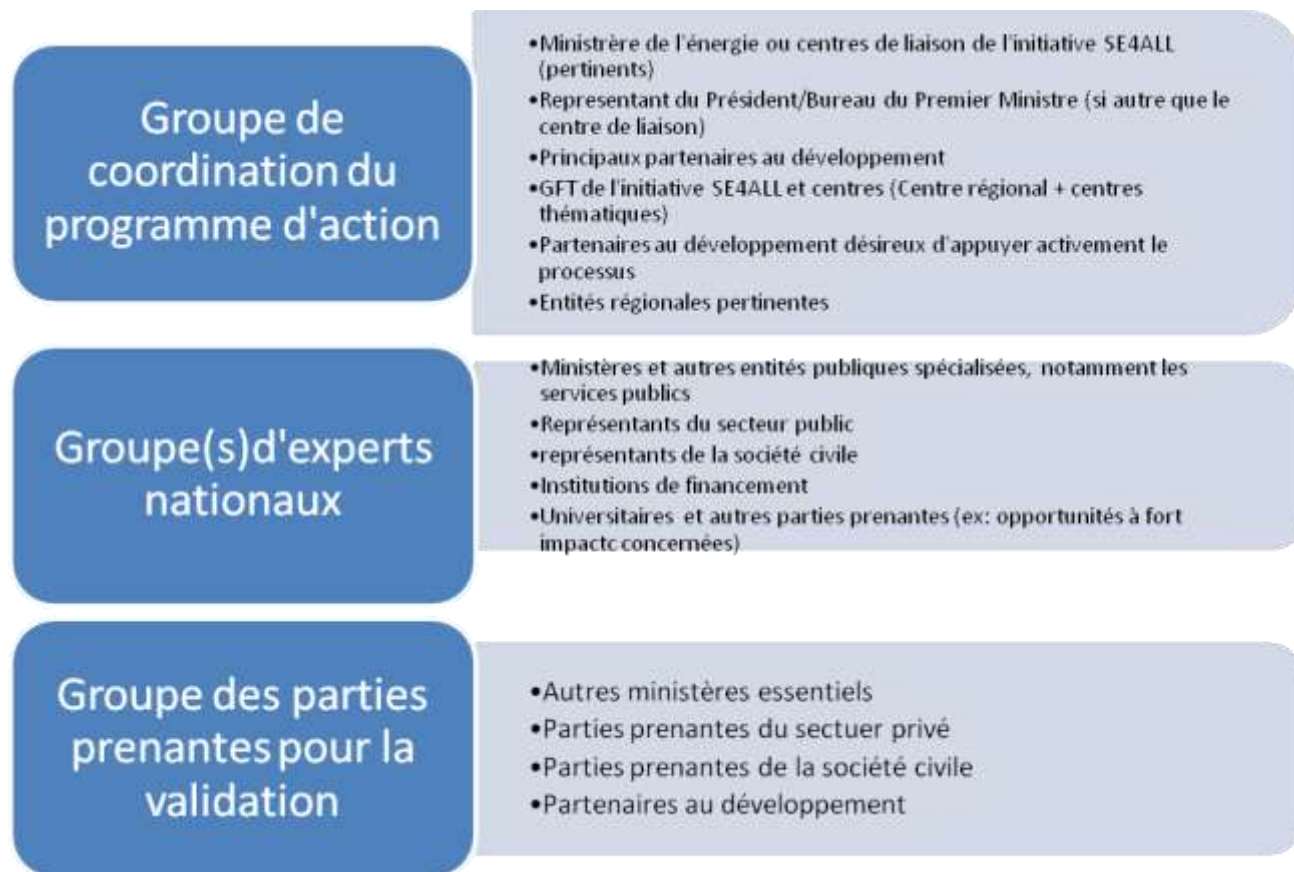 Groupe de
coordination du
programme d'action
•Ministrère de l'énergie ou centres de liaison de l'initiative SE4ALL
(pertinents)
•Representant du Président/Bureau du Premier Ministre (si autre que le
centre de liaison)
•Principaux partenaires au développement
•GFT de l'initiative SE4ALL et centres (Centre régional + centres
thématiques)
•Partenaires au développement désireux d'appuyer activement le
processus
•Entités régionales pertinentes
Groupe(s)d'experts
nationaux
•Ministères et autres entités publiques spécialisées, notamment les
services publics
•Représentants du secteur public
•représentants de la société civile
•Institutions de financement
•Universitaires et autres parties prenantes (ex: opportunités à fort
impactc concernées)
Groupe des parties
prenantes pour la
validation
•Autres ministères essentiels
•Parties prenantes du sectuer privé
•Parties prenantes de la société civile
•Partenaires au développement